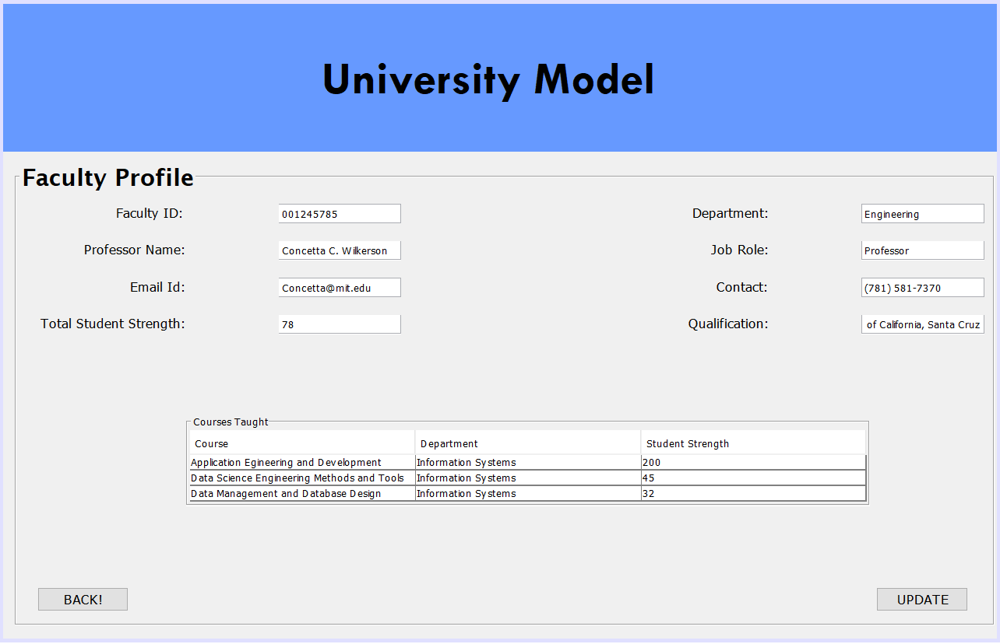 University Model
Faculty Profile
Faculty ID: 001245785 Department: Engineering
Professor Name: Concetta C. Wilkerson Job Role: Professor
Email Id: Concetta@mit.edu Contact: (781) 581-7370
Total Student Strength: 78 Qualification: of California, Santa Cruz
Courses Taught
Course Department Student Strength
Application Egineering and Development Information Systems 200
Data Science Engineering Methods and Tools Information Systems 45
Data Management and Database Design Information Systems 32
BACK! UPDATE